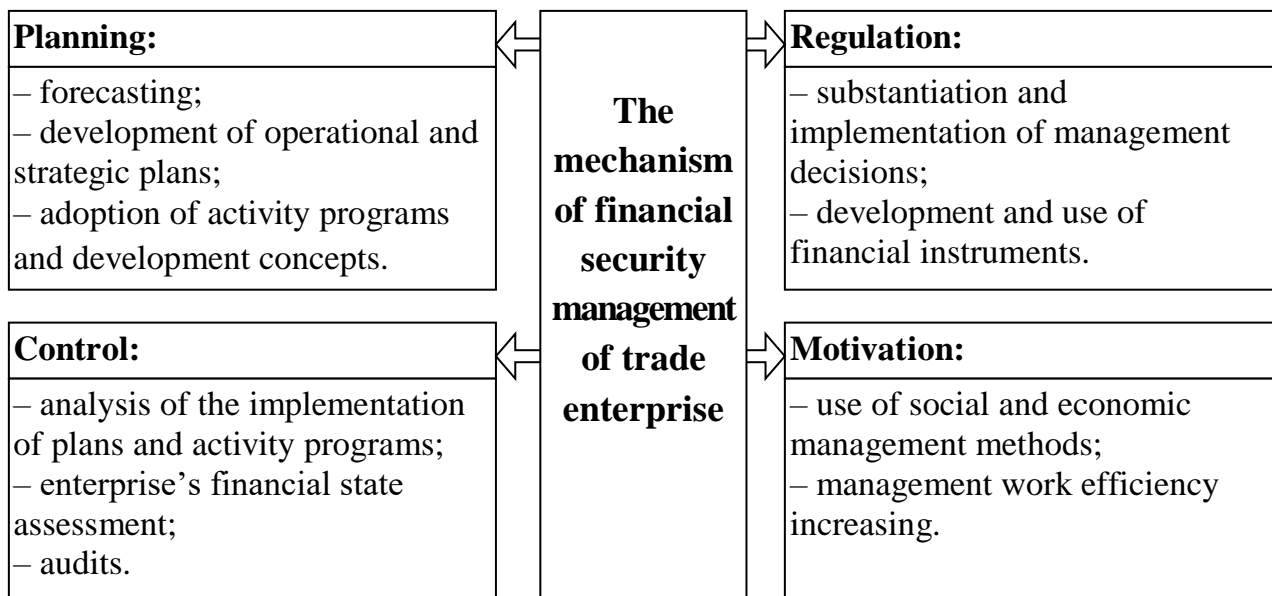 Planning:
– forecasting;
– development of operational and
strategic plans;
– adoption of activity programs
and development concepts.
Control:
– analysis of the implementation
of plans and activity programs;
– enterprise’s financial state
assessment;
– audits.
The
mechanism
of financial
security
management
of trade
enterprise
Regulation:
– substantiation and
implementation of management
decisions;
– development and use of
financial instruments.
Motivation:
– use of social and economic
management methods;
– management work efficiency
increasing.